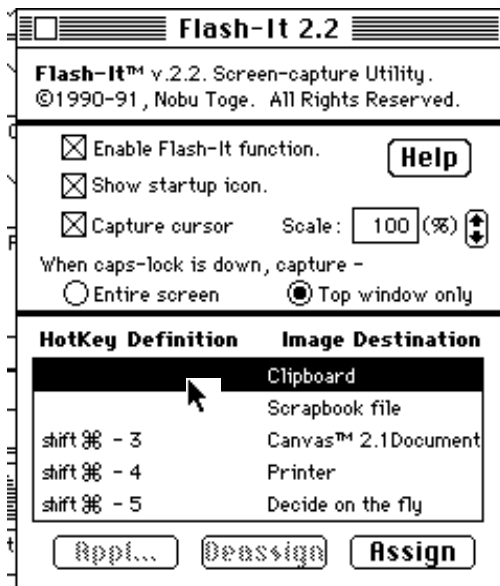 Flash-It 2.2
Flash-It™ v.2.2. Screen-capture Utility.
©1990-91, Nobu Toge. All Rights Reserved.
Enable Flash-It function.
Help
Show startup icon.
Capture cursor Scale: 100 (%)
When caps-lock is down, capture -
Entire screen Top window only
HotKey Definition Image Destination
Clipboard
Scrapbook file
shift ⌘ - 3 Canvas™ 2.1Document
shift ⌘ - 4 Printer
shift ⌘ - 5 Decide on the fly
Appl... Deassign Assign